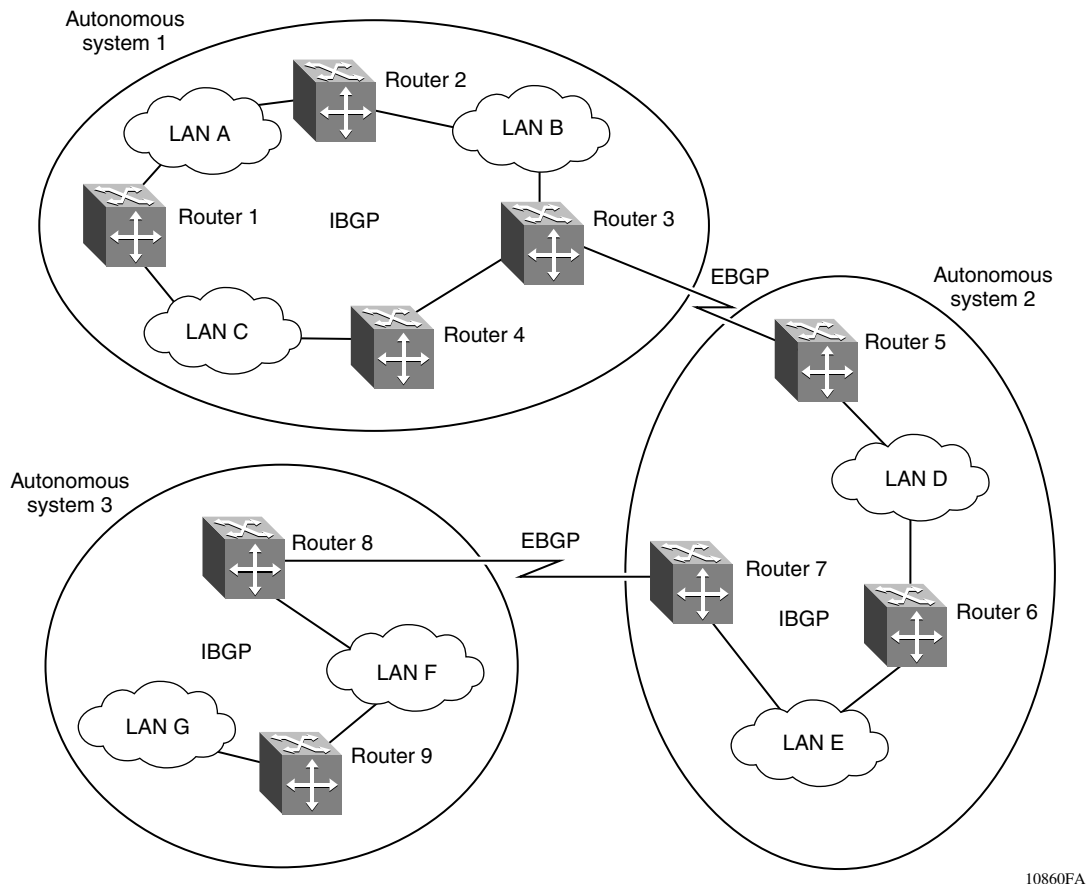 Autonomous
system 1
Router 2
LAN A
LAN B
Router 1
IBGP
Router 3
EBGP
Autonomous
system 2
LAN C
Router 4
Router 5
Autonomous
system 3
LAN D
Router 8
EBGP
Router 7
Router 6
IBGP
IBGP
LAN F
LAN G
LAN E
Router 9
10860FA